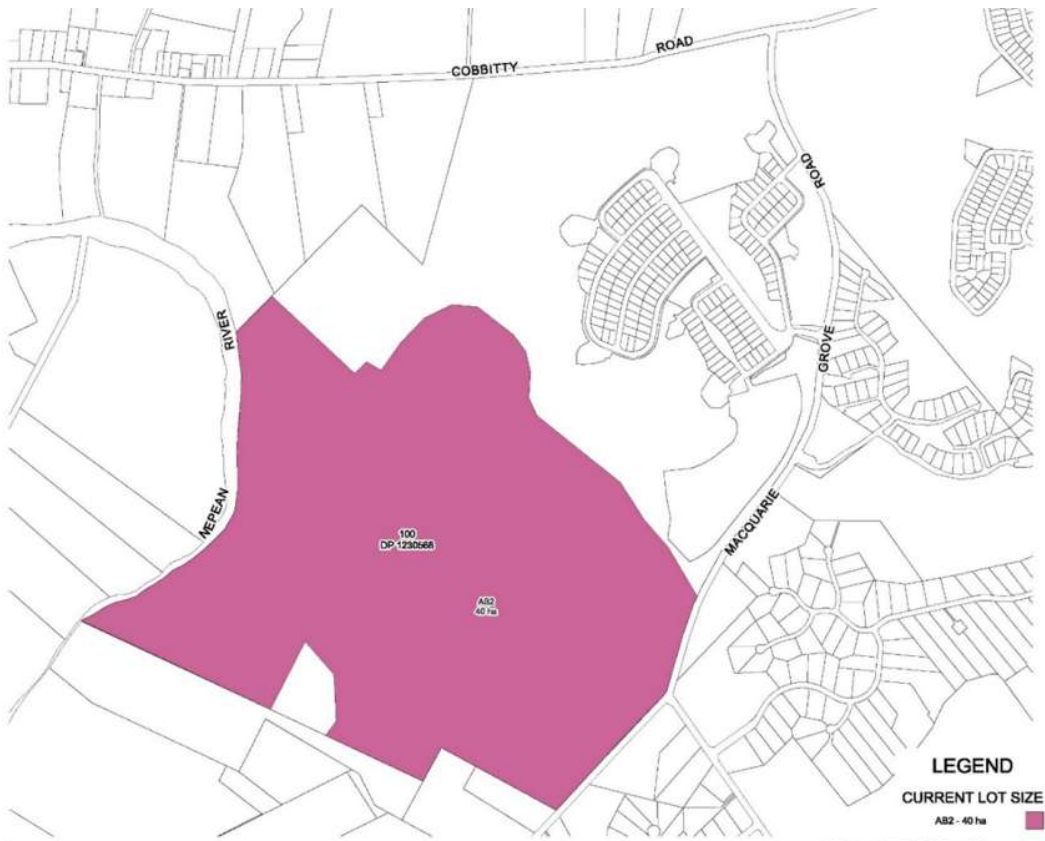 COBBITTY ROAD
ROAD
RIVER
GROVE
NEPEAN
MACQUARIE
100
DP 1230568
AB2
40 ha
LEGEND
CURRENT LOT SIZE
AB2 - 40 ha